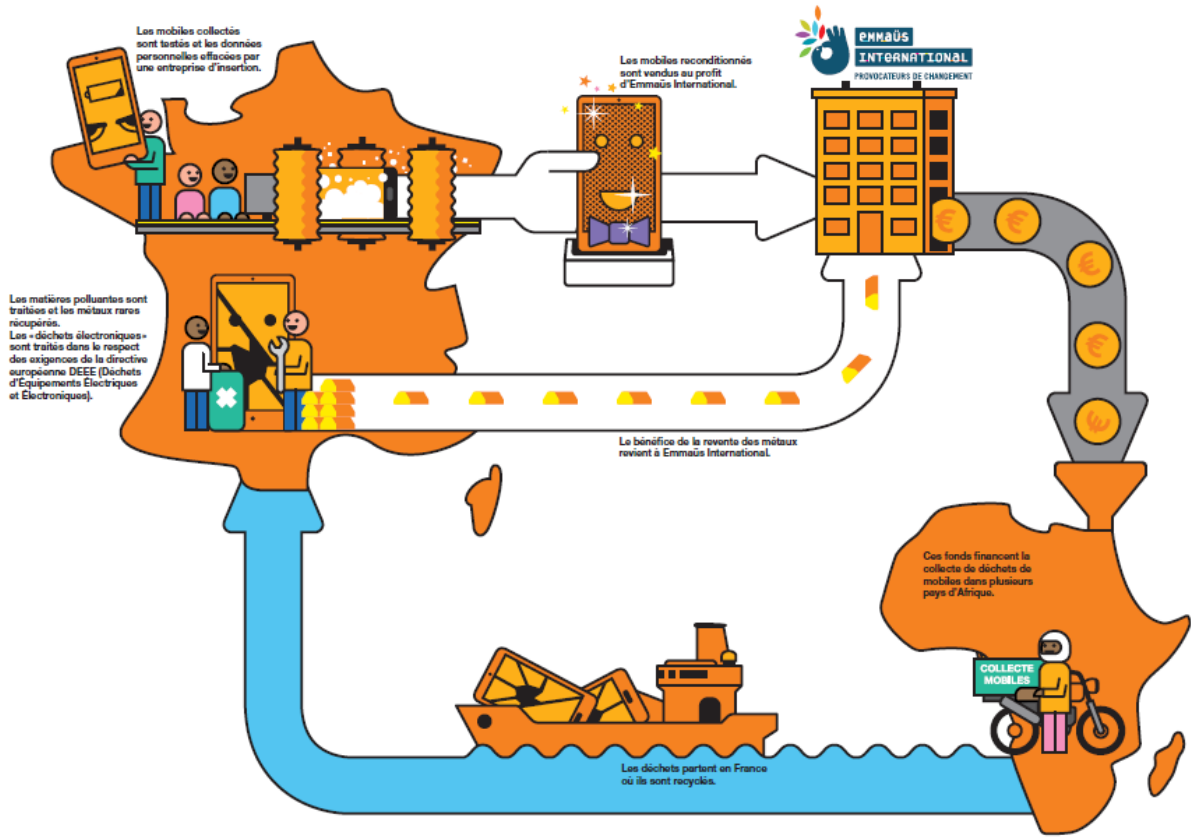 Les mobiles collectés
sont testés et les données
personnelles effacées par
une entreprise d'insertion.
Les mobiles reconditionnés
sont vendus au profit
d'Emmaüs International.
emmaüs
INTERNATIONAL
PROVOCATEURS DE CHANGEMENT
Les matières polluantes sont
traitées et les métaux rares
récupérés.
Les «déchets électroniques»
sont traités dans le respect
des exigences de la directive
européenne DEEE (Déchets
d'Équipements Électriques
et Électroniques).
€
€
€
€
€
Le bénéfice de la revente des métaux
revient à Emmaüs International.
Ces fonds financent la
collecte de déchets de
mobiles dans plusieurs
pays d'Afrique.
COLLECTE
MOBILES
Les déchets partent en France
où ils sont recyclés.